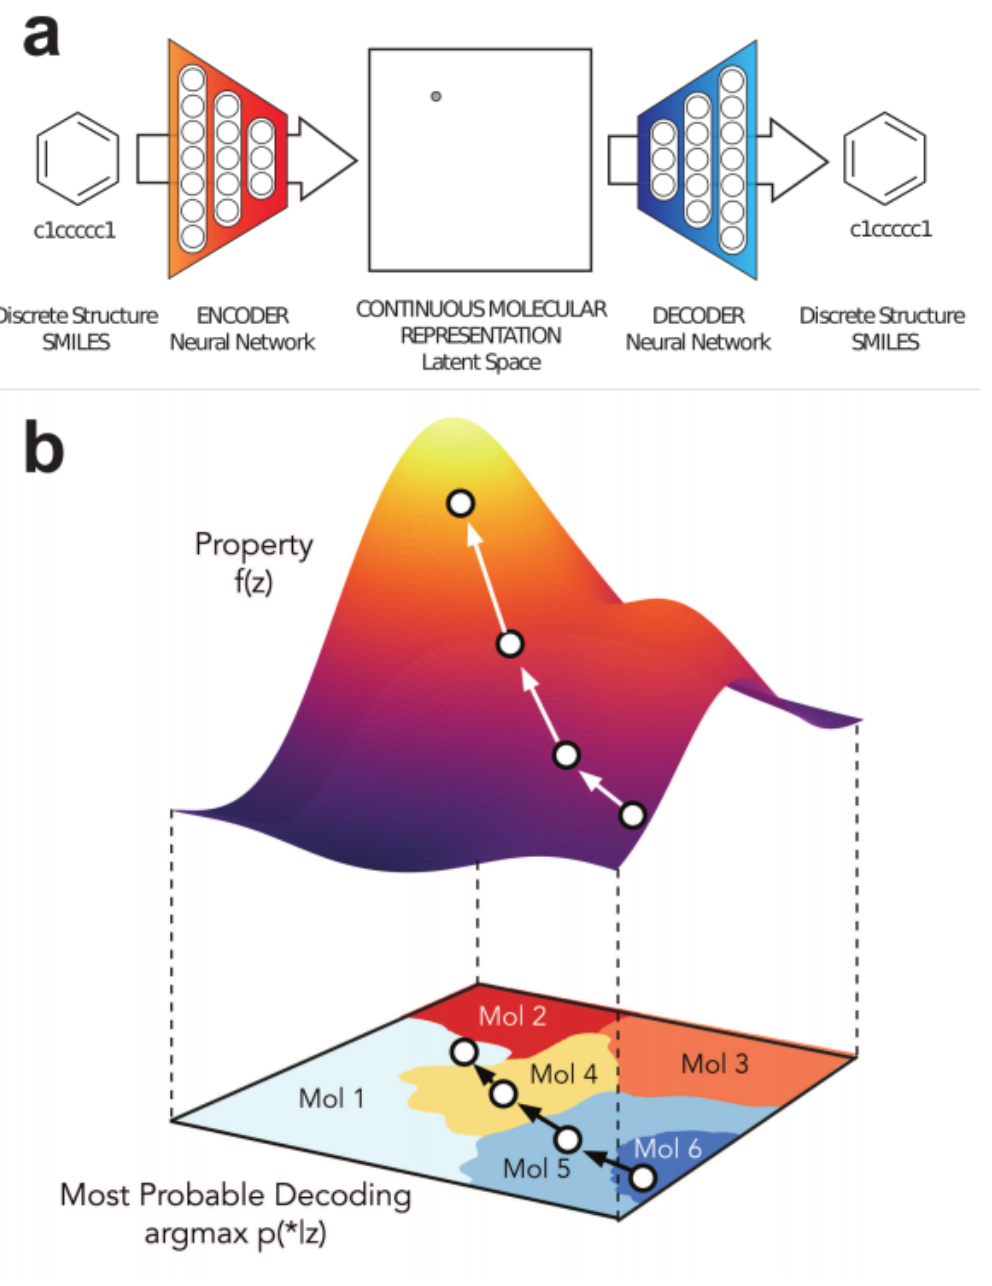 a
c1ccccc1
c1ccccc1
Discrete Structure
SMILES
ENCODER
Neural Network
CONTINUOUS MOLECULAR
REPRESENTATION
Latent Space
DECODER
Neural Network
Discrete Structure
SMILES
b
Property
f(z)
Mol 2
Mol 3
Mol 4
Mol 1
Mol 6
Mol 5
Most Probable Decoding
argmax p(*|z)